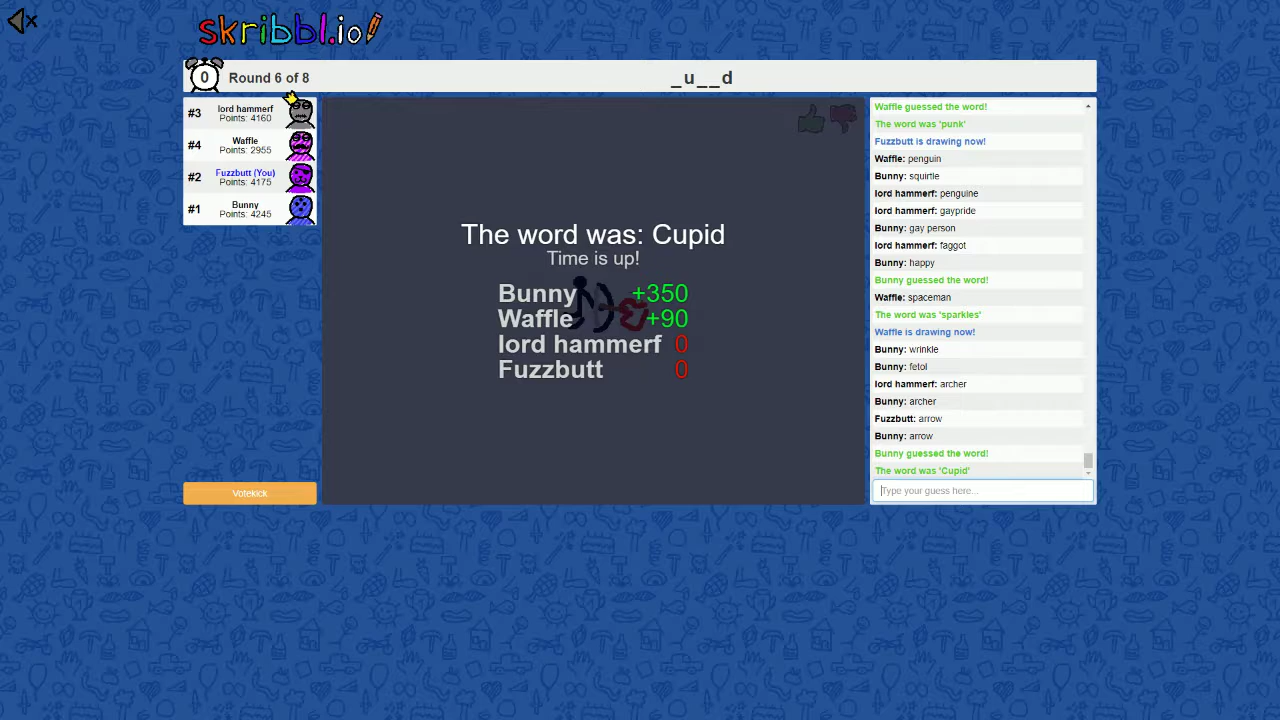 skribbl.io
0
Round 6 of 8
_u__d
#3
lord hammerf
Points: 4160
#4
Waffle
Points: 2955
#2
Fuzzbutt (You)
Points: 4175
#1
Bunny
Points: 4245
Votekick
The word was: Cupid
Time is up!
Bunny +350
Waffle +90
lord hammerf 0
Fuzzbutt 0
Waffle guessed the word!
The word was 'punk'
Fuzzbutt is drawing now!
Waffle: penguin
Bunny: squirtle
lord hammerf: penguine
lord hammerf: gaypride
Bunny: gay person
lord hammerf: faggot
Bunny: happy
Bunny guessed the word!
Waffle: spaceman
The word was 'sparkles'
Waffle is drawing now!
Bunny: wrinkle
Bunny: fetol
lord hammerf: archer
Bunny: archer
Fuzzbutt: arrow
Bunny: arrow
Bunny guessed the word!
The word was 'Cupid'
Type your guess here...